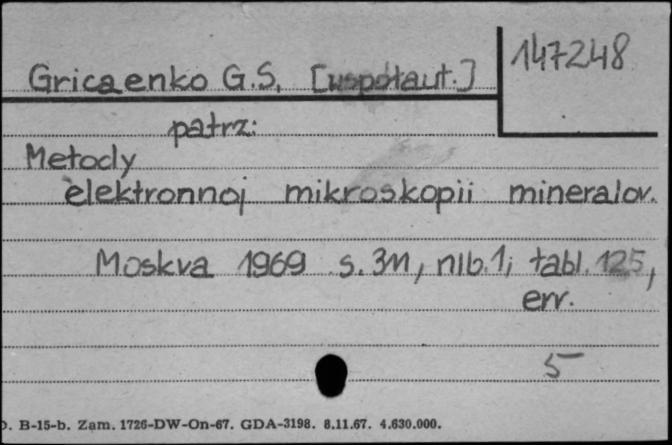 Gricaenko G.S. [współaut.]
147248
patrz:
Metody
elektronnoj mikroskopii mineralov.
Moskva 1969 s. 311, nlb. 1, tabl. 125,
err.
5
D. B-15-b. Zam. 1726-DW-On-67. GDA-3198. 8.11.67. 4.630.000.